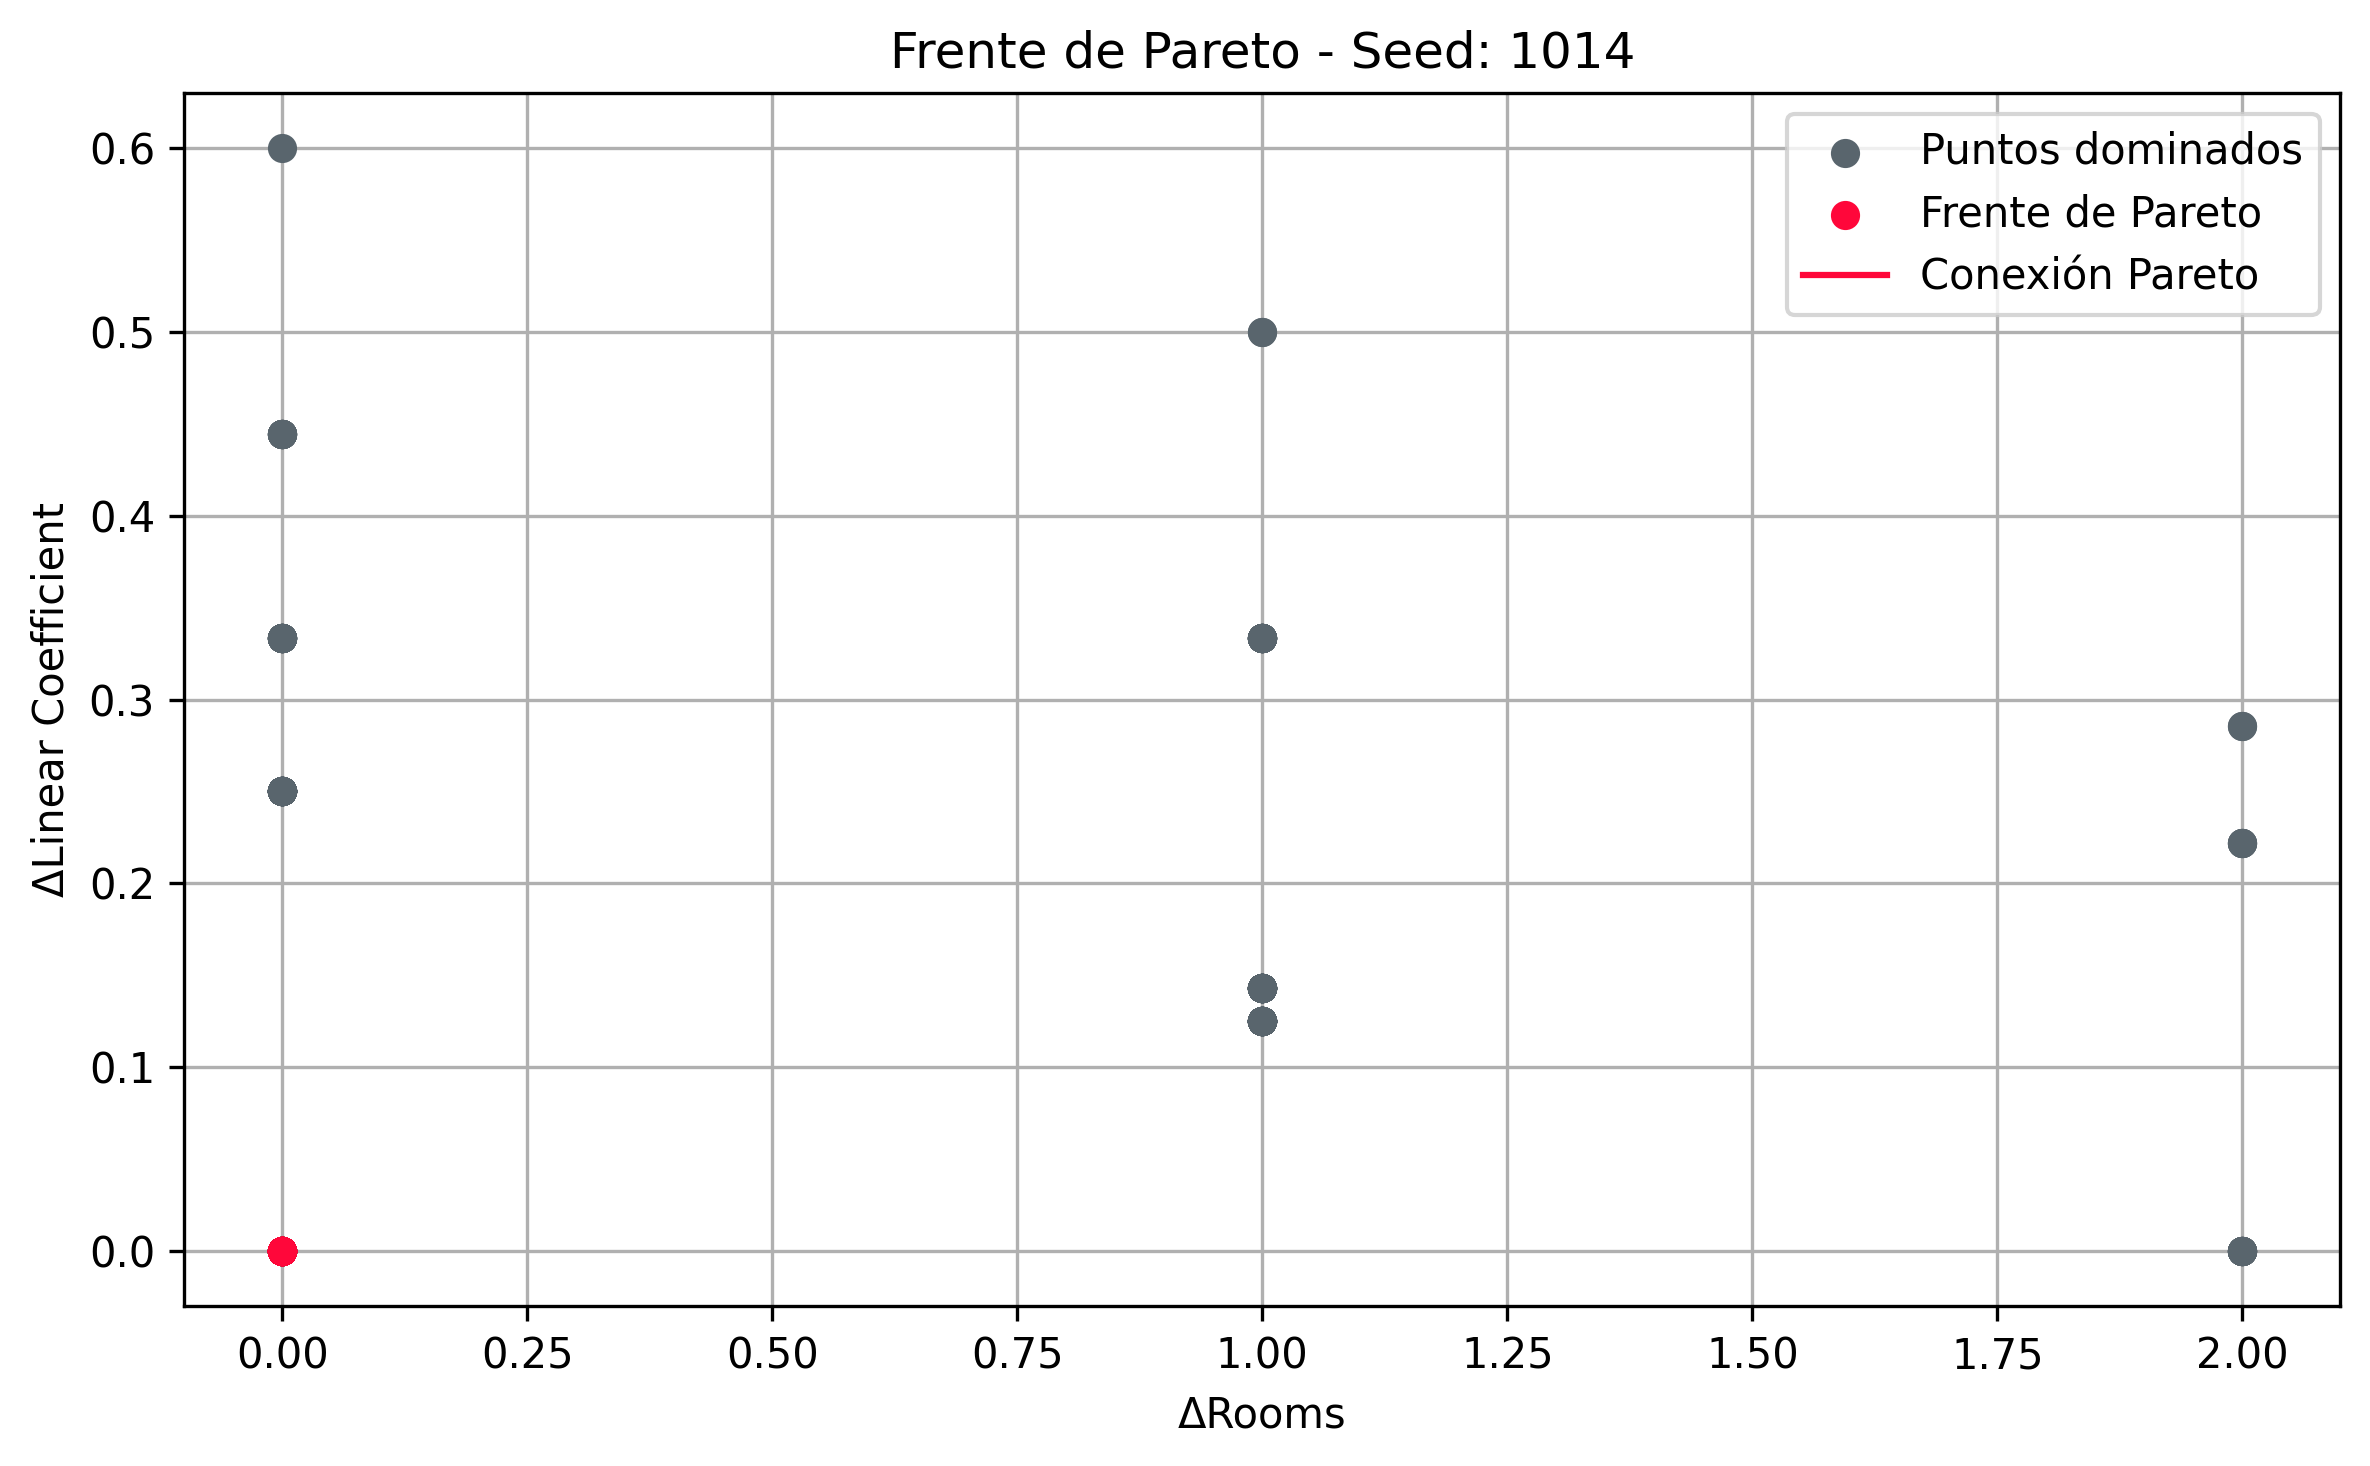 Frente de Pareto - Seed: 1014
Puntos dominados
Frente de Pareto
Conexión Pareto
ΔLinear Coefficient
0.6
0.5
0.4
0.3
0.2
0.1
0.0
0.00 0.25 0.50 0.75 1.00 1.25 1.50 1.75 2.00
ΔRooms